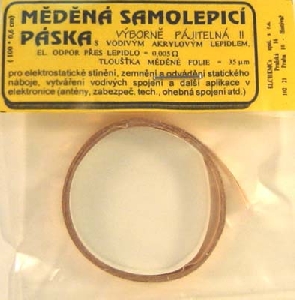 MĚDĚNÁ SAMOLEPICÍ
PÁSKA, VÝBORNĚ PÁJITELNÁ !!
S VODIVÝM AKRYLOVÝM LEPIDLEM,
EL. ODPOR PŘES LEPIDLO - 0.005 Ω
TLOUŠŤKA MĚDĚNÉ FOLIE - 35 µm
pro elektrostatické stínění, zemnění a odvádění statického
náboje, vytváření vodivých spojení a další aplikace v
elektronice (antény, zabezpeč. tech., ohebná spojení atd.)